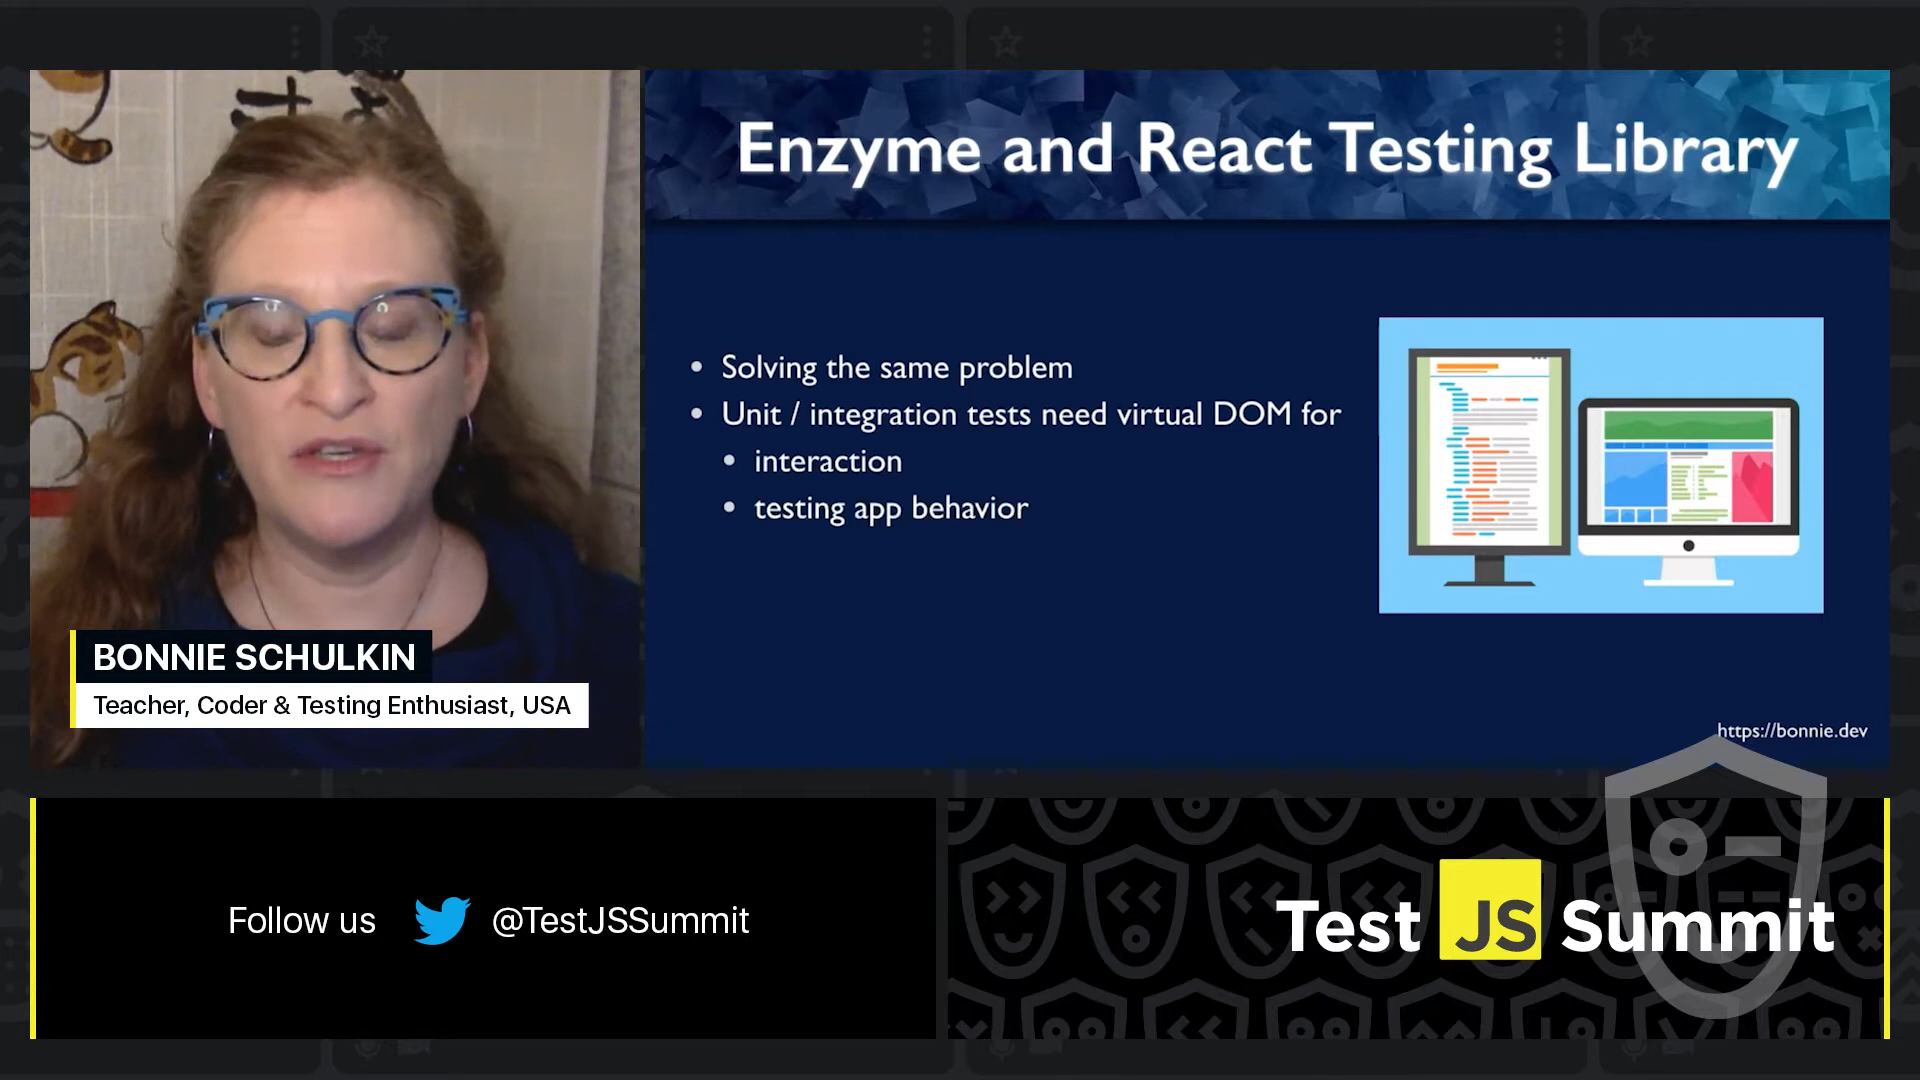 Enzyme and React Testing Library
• Solving the same problem
• Unit / integration tests need virtual DOM for
• interaction
• testing app behavior
https://bonnie.dev
BONNIE SCHULKIN
Teacher, Coder & Testing Enthusiast, USA
Follow us @TestJSSummit
Test JS Summit